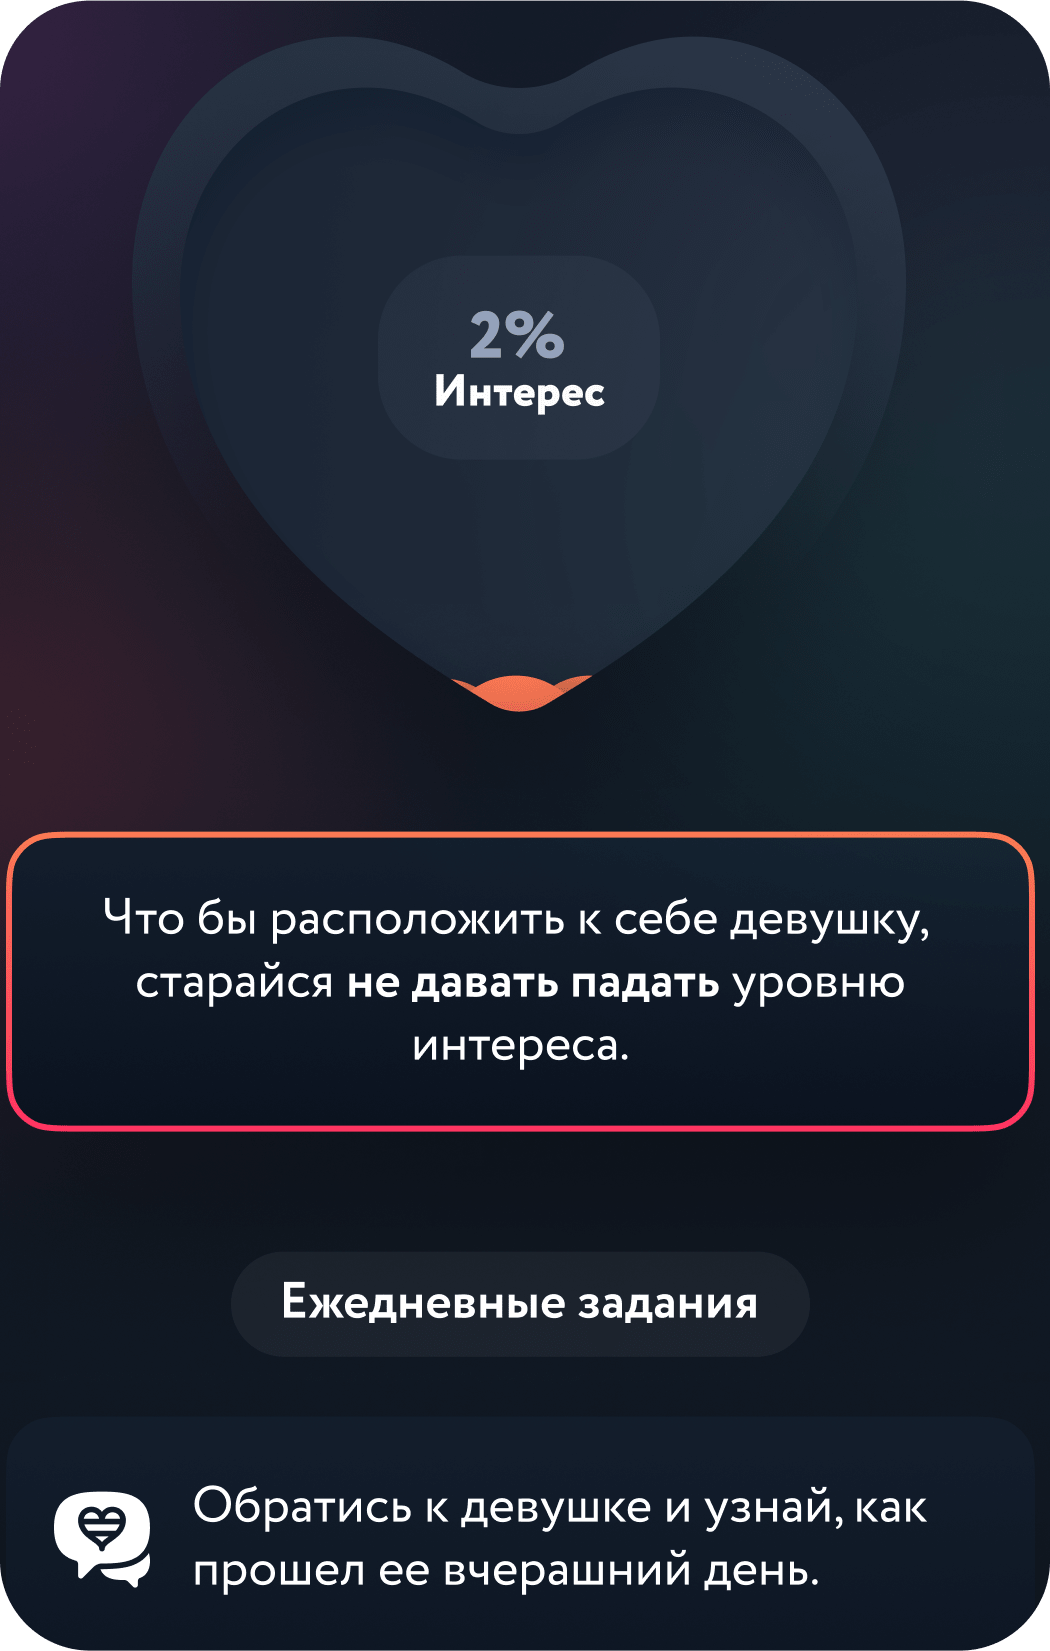 2%
Интерес
Что бы расположить к себе девушку,
старайся не давать падать уровню
интереса.
Ежедневные задания
Обратись к девушке и узнай, как
прошел ее вчерашний день.